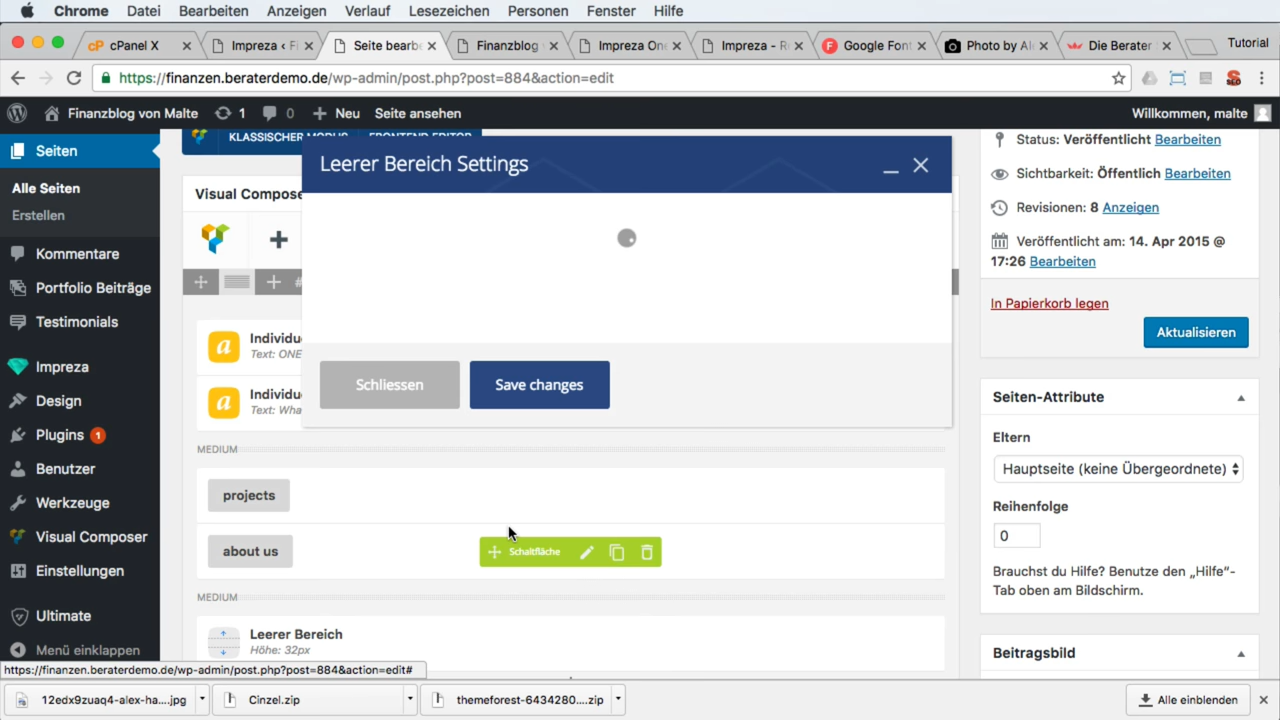 Chrome Datei Bearbeiten Anzeigen Verlauf Lesezeichen Personen Fenster Hilfe
cPanel X Impreza ‹ Fi Seite bearb Finanzblog Impreza One Impreza - R Google Font Photo by Ale Die Berater Tutorial
https://finanzen.beraterdemo.de/wp-admin/post.php?post=884&action=edit
Finanzblog von Malte 1 0 Neu Seite ansehen Willkommen, malte
Seiten
Alle Seiten
Erstellen
Kommentare
Portfolio Beiträge
Testimonials
Impreza
Design
Plugins 1
Benutzer
Werkzeuge
Visual Composer
Einstellungen
Ultimate
Menü einklappen
KLASSISCHER MODUS FRONTEND EDITOR
Visual Compose
Leerer Bereich Settings
Schliessen Save changes
Individu
Text: ONE
Individu
Text: Wha
MEDIUM
projects
about us
Schaltfläche
MEDIUM
Leerer Bereich
Höhe: 32px
Status: Veröffentlicht Bearbeiten
Sichtbarkeit: Öffentlich Bearbeiten
Revisionen: 8 Anzeigen
Veröffentlicht am: 14. Apr 2015 @
17:26 Bearbeiten
In Papierkorb legen
Aktualisieren
Seiten-Attribute
Eltern
Hauptseite (keine Übergeordnete)
Reihenfolge
0
Brauchst du Hilfe? Benutze den „Hilfe“-
Tab oben am Bildschirm.
Beitragsbild
https://finanzen.beraterdemo.de/wp-admin/post.php?post=884&action=edit#
12edx9zuaq4-alex-ha....jpg Cinzel.zip themeforest-6434280....zip Alle einblenden